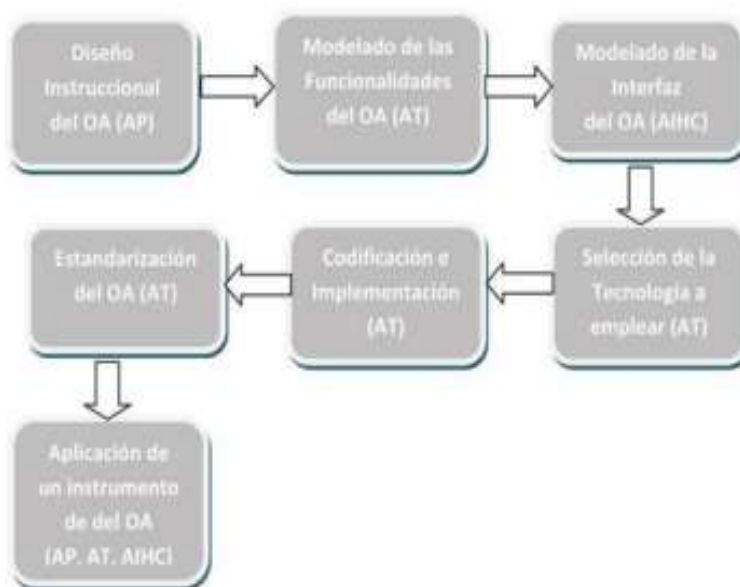 Diseño
Instruccional
del OA (AP)
Modelado de las
Funcionalidades
del OA (AT)
Modelado de la
Interfaz
del OA (AIHC)
Selección de la
Tecnología a
emplear (AT)
Codificación e
Implementación
(AT)
Estandarización
del OA (AT)
Aplicación de
un instrumento
de del OA
(AP. AT. AIHC)